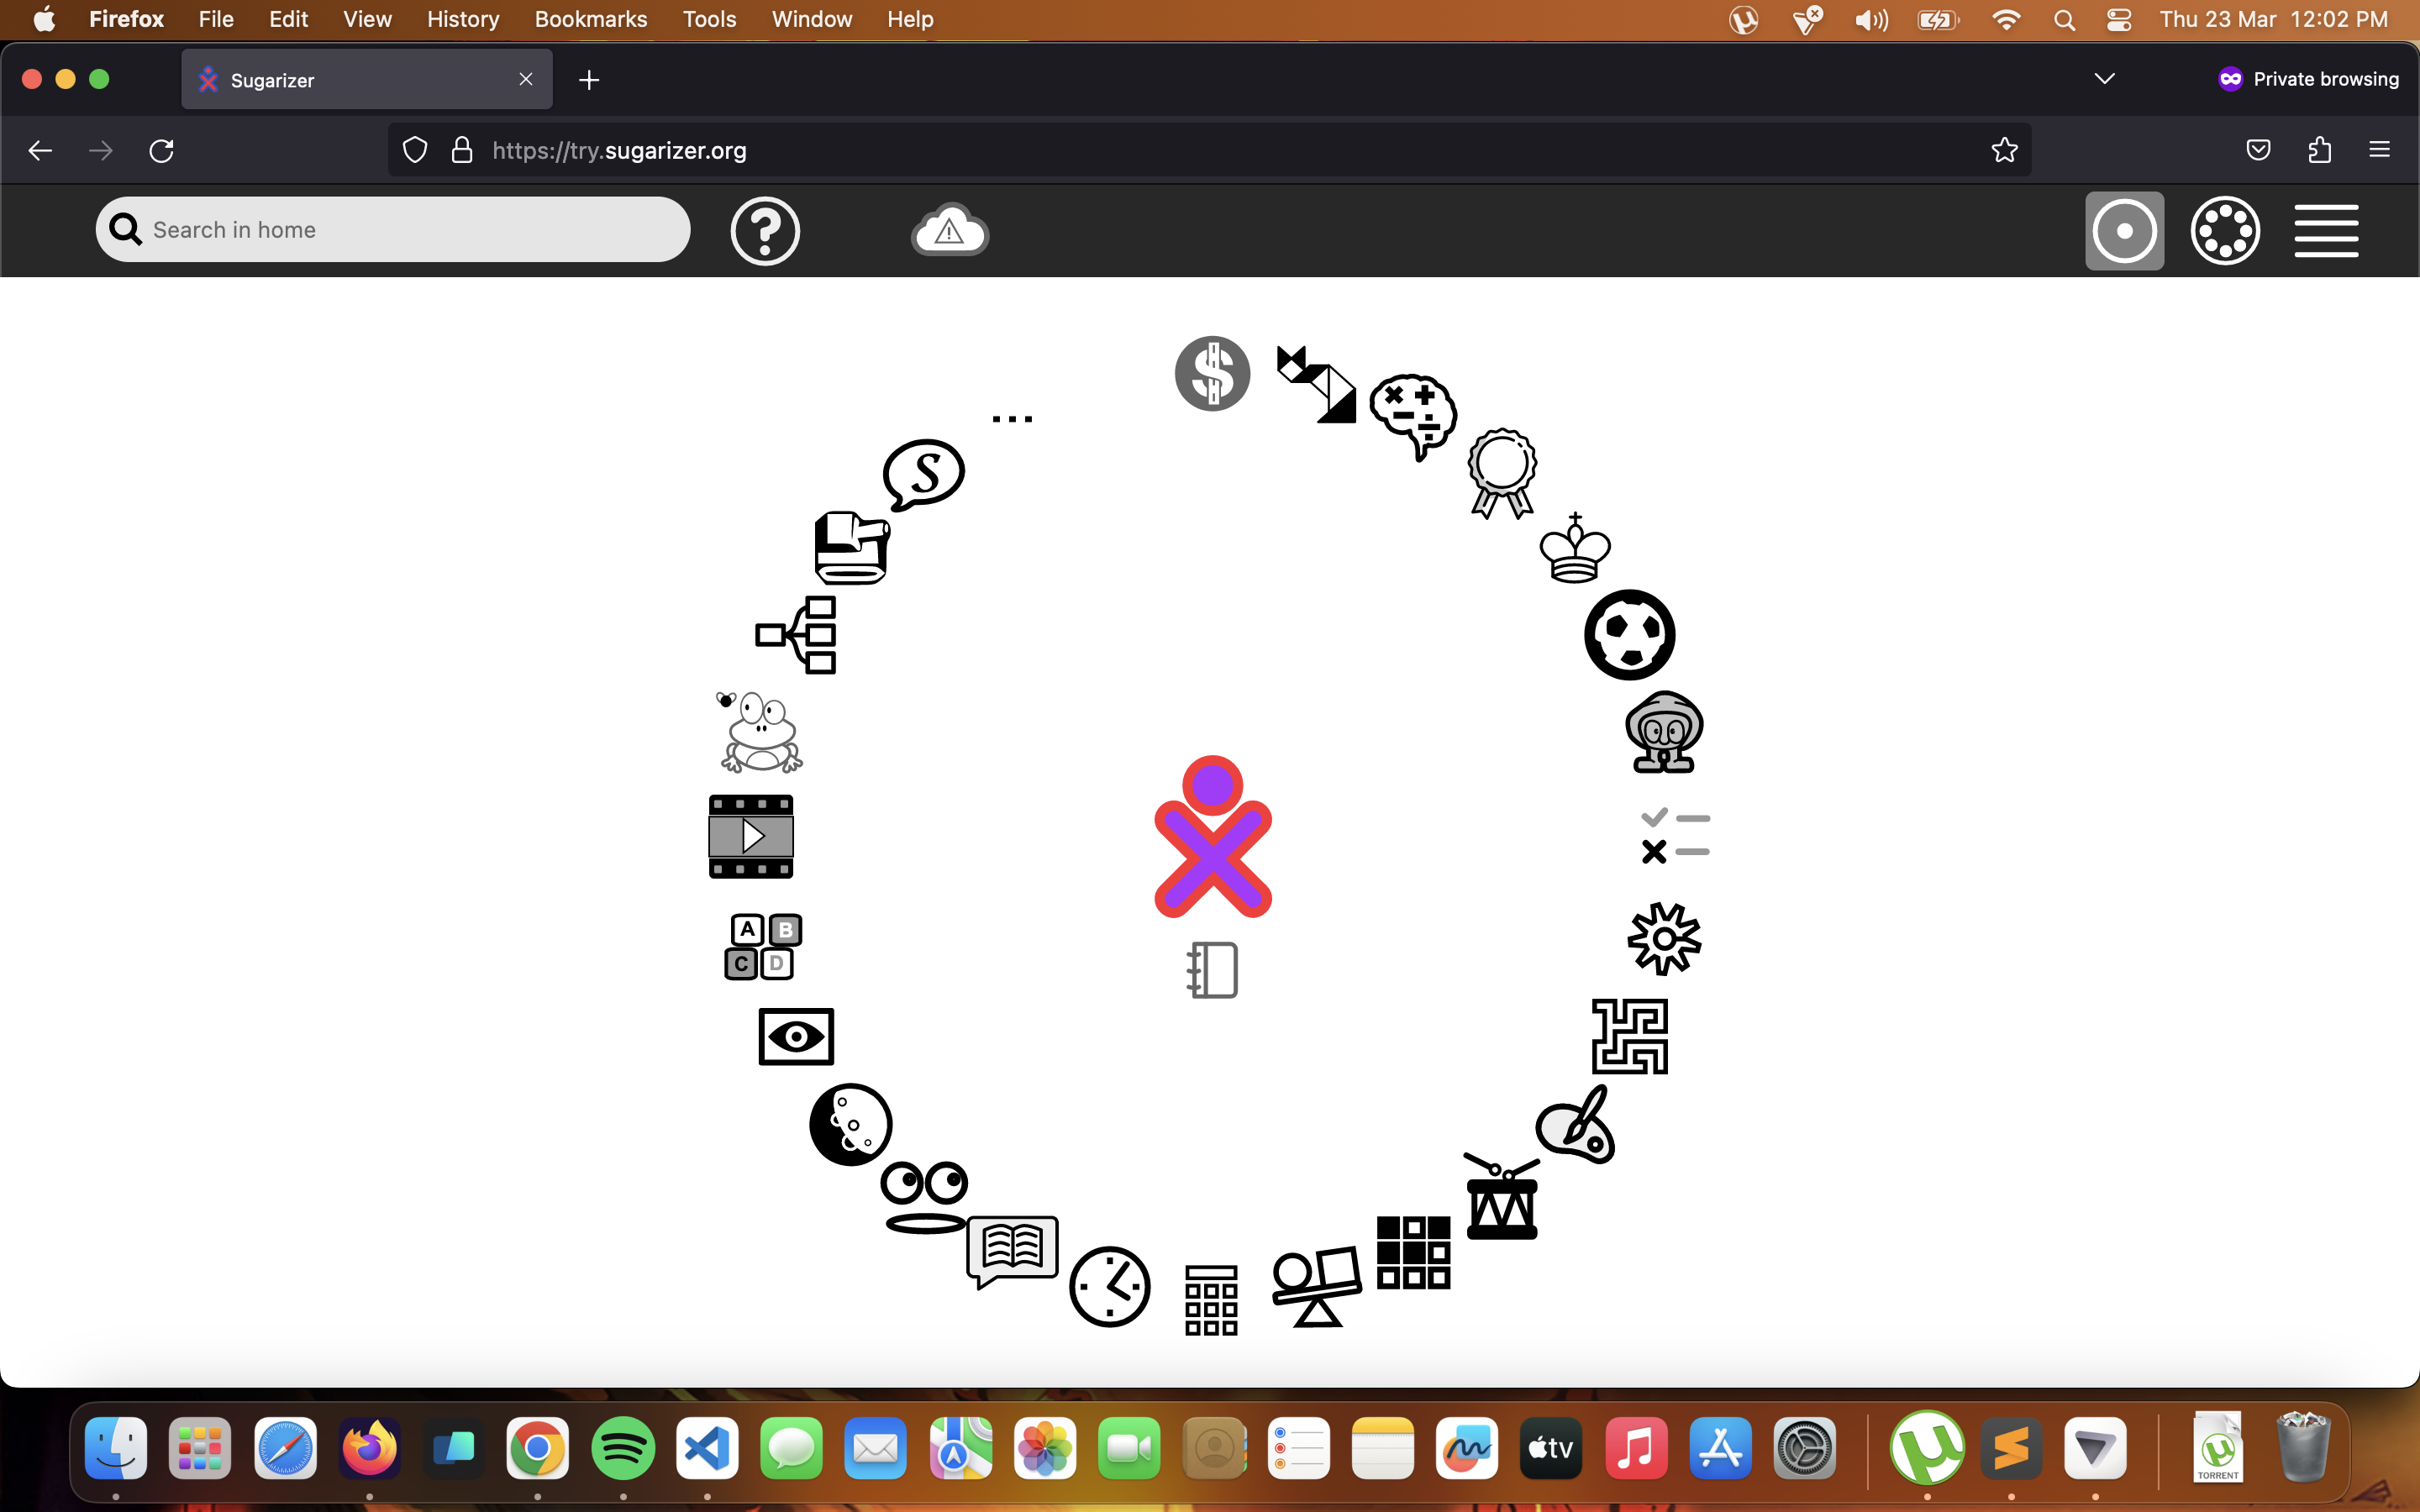 Firefox File Edit View History Bookmarks Tools Window Help Thu 23 Mar 12:02 PM
Sugarizer Private browsing
https://try.sugarizer.org
Search in home
$
...
S
A B
C D
tv
TORRENT